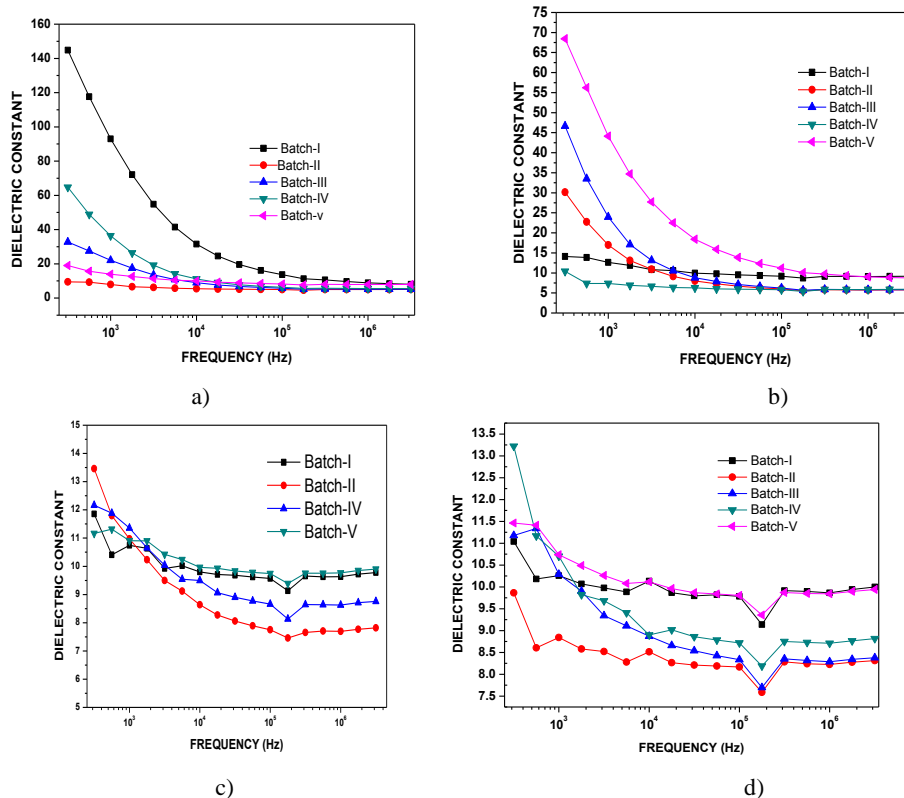 160
140
120
100
80
60
40
20
0
DIELECTRIC CONSTANT
Batch-I
Batch-II
Batch-III
Batch-IV
Batch-v
10³
10⁴
10⁵
10⁶
FREQUENCY (Hz)
a)
75
70
65
60
55
50
45
40
35
30
25
20
15
10
5
0
DIELECTRIC CONSTANT
Batch-I
Batch-II
Batch-III
Batch-IV
Batch-V
10³
10⁴
10⁵
10⁶
FREQUENCY (Hz)
b)
15
14
13
12
11
10
9
8
7
6
5
DIELECTRIC CONSTANT
Batch-I
Batch-II
Batch-IV
Batch-V
10³
10⁴
10⁵
10⁶
FREQUENCY (Hz)
c)
13.5
13.0
12.5
12.0
11.5
11.0
10.5
10.0
9.5
9.0
8.5
8.0
7.5
DIELECTRIC CONSTANT
Batch-I
Batch-II
Batch-III
Batch-IV
Batch-V
10³
10⁴
10⁵
10⁶
FREQUENCY (Hz)
d)